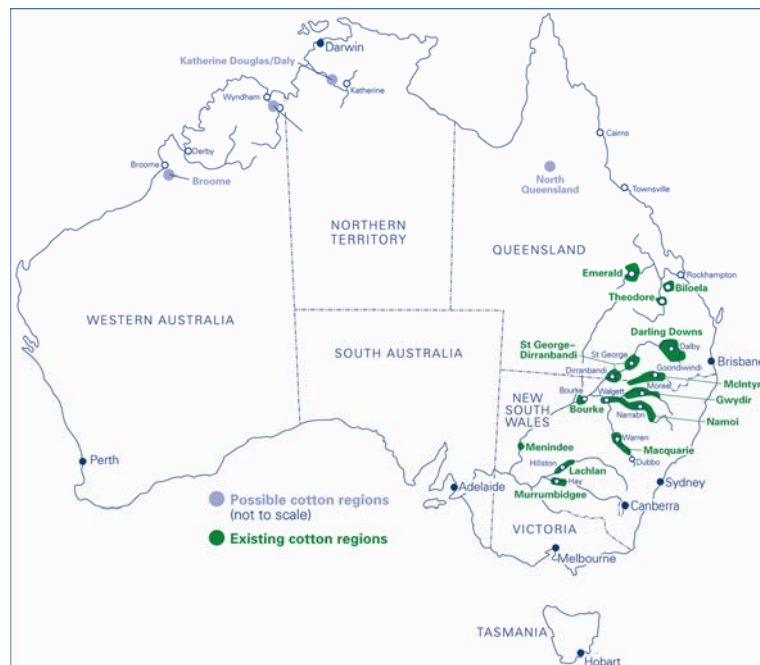 Darwin
Katherine Douglas/Daly
Katherine
Wyndham
Derby
Broome
Broome
Cairns
North
Queensland
Townsville
NORTHERN
TERRITORY
QUEENSLAND
Emerald
Rockhampton
Biloela
Theodore
WESTERN AUSTRALIA
Darling Downs
St George–
Dirranbandi
Dalby
St George
SOUTH AUSTRALIA
Brisbane
Goondiwindi
Dirranbandi
McIntyr
Moree
Bourke
Walgett
Gwydir
NEW
SOUTH
WALES
Bourke
Narrabri
Namoi
Warren
Menindee
Macquarie
Dubbo
Hillston
Lachlan
Perth
Hay
Sydney
Adelaide
Murrumbidgee
Possible cotton regions
(not to scale)
Canberra
VICTORIA
Existing cotton regions
Melbourne
TASMANIA
Hobart